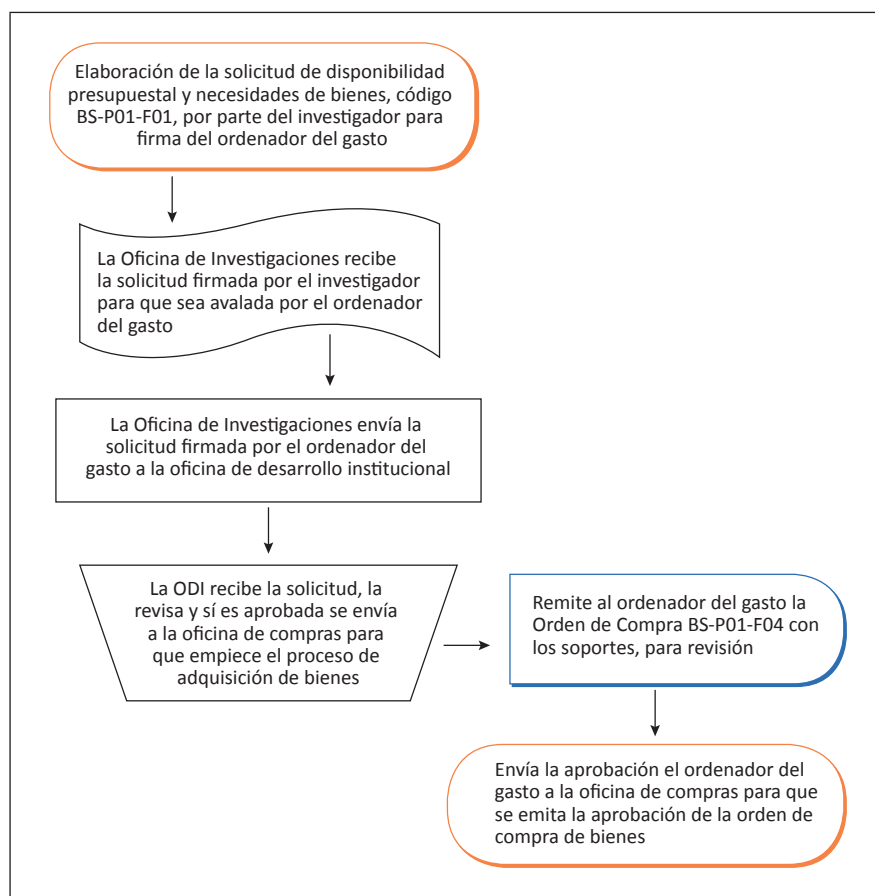 Elaboración de la solicitud de disponibilidad
presupuestal y necesidades de bienes, código
BS-P01-F01, por parte del investigador para
firma del ordenador del gasto
La Oficina de Investigaciones recibe
la solicitud firmada por el investigador
para que sea avalada por el ordenador
del gasto
La Oficina de Investigaciones envía la
solicitud firmada por el ordenador del
gasto a la oficina de desarrollo institucional
La ODI recibe la solicitud, la
revisa y sí es aprobada se envía
a la oficina de compras para
que empiece el proceso de
adquisición de bienes
Remite al ordenador del gasto la
Orden de Compra BS-P01-F04 con
los soportes, para revisión
Envía la aprobación el ordenador del
gasto a la oficina de compras para que
se emita la aprobación de la orden de
compra de bienes